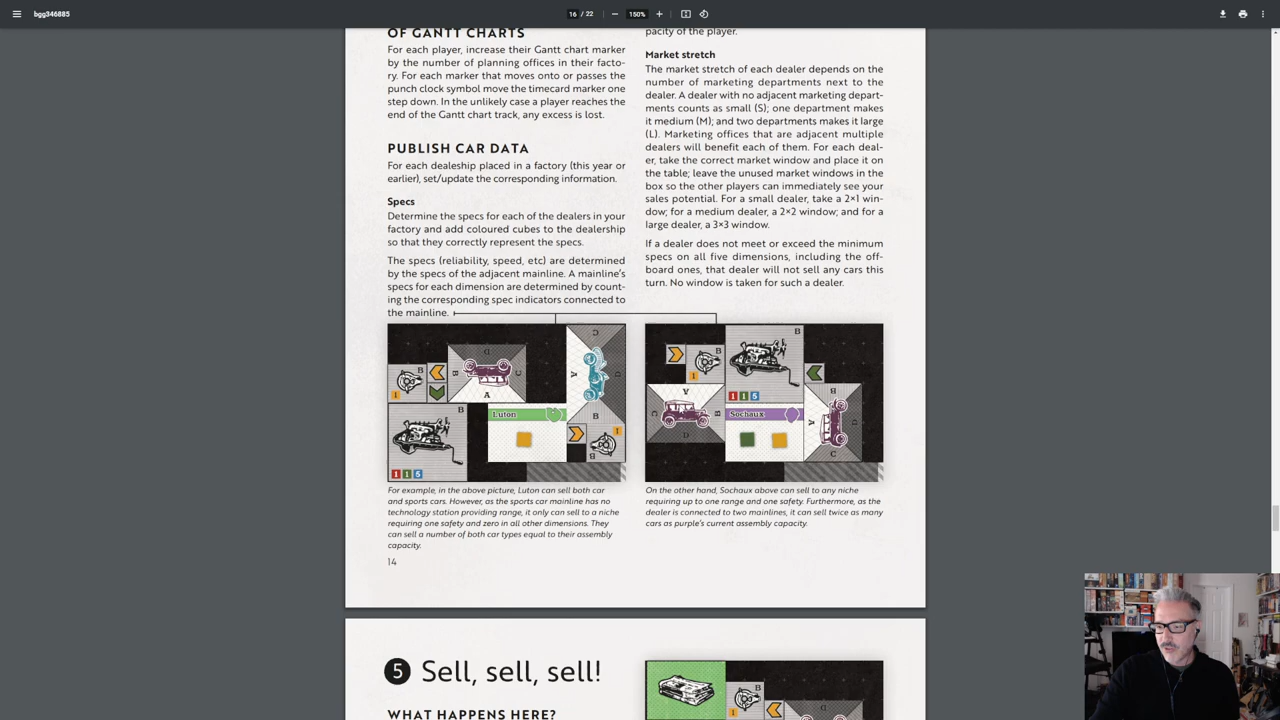 bgg346885
16 / 22
150%
OF GANTT CHARTS
For each player, increase their Gantt chart marker
by the number of planning offices in their facto-
ry. For each marker that moves onto or passes the
punch clock symbol move the timecard marker one
step down. In the unlikely case a player reaches the
end of the Gantt chart track, any excess is lost.
PUBLISH CAR DATA
For each dealeship placed in a factory (this year or
earlier), set/update the corresponding information.
Specs
Determine the specs for each of the dealers in your
factory and add coloured cubes to the dealership
so that they correctly represent the specs.
The specs (reliability, speed, etc) are determined
by the specs of the adjacent mainline. A mainline's
specs for each dimension are determined by count-
ing the corresponding spec indicators connected to
the mainline.
pacity of the player.
Market stretch
The market stretch of each dealer depends on the
number of marketing departments next to the
dealer. A dealer with no adjacent marketing depart-
ments counts as small (S); one department makes
it medium (M); and two departments makes it large
(L). Marketing offices that are adjacent multiple
dealers will benefit each of them. For each deal-
er, take the correct market window and place it on
the table; leave the unused market windows in the
box so the other players can immediately see your
sales potential. For a small dealer, take a 2×1 win-
dow; for a medium dealer, a 2×2 window; and for a
large dealer, a 3×3 window.
If a dealer does not meet or exceed the minimum
specs on all five dimensions, including the off-
board ones, that dealer will not sell any cars this
turn. No window is taken for such a dealer.
B
1
D
B
C
A
C
A
D
B
B
1 1 5
Luton
1
B
B
1
B
1 1 5
A
C
B
D
Sochaux
B
A
D
C
For example, in the above picture, Luton can sell both car
and sports cars. However, as the sports car mainline has no
technology station providing range, it only can sell to a niche
requiring one safety and zero in all other dimensions. They
can sell a number of both car types equal to their assembly
capacity.
On the other hand, Sochaux above can sell to any niche
requiring up to one range and one safety. Furthermore, as the
dealer is connected to two mainlines, it can sell twice as many
cars as purple's current assembly capacity.
14
5 Sell, sell, sell!
WHAT HAPPENS HERE?
B
1
D